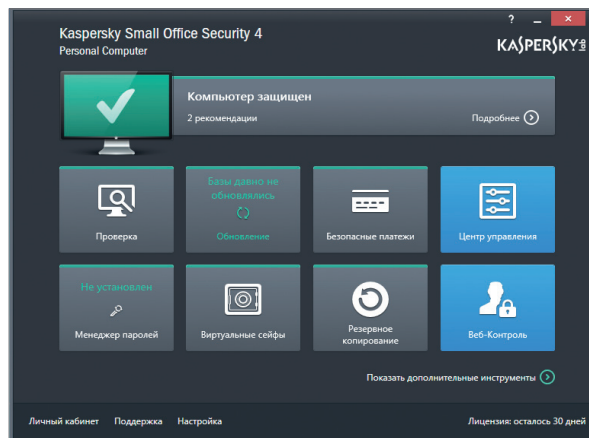 ? _ ×
Kaspersky Small Office Security 4
Personal Computer
KASPERSKY lab
Компьютер защищен
2 рекомендации
Подробнее
Проверка
Базы давно не
обновлялись
Обновление
Безопасные платежи
Центр управления
Не установлен
Менеджер паролей
Виртуальные сейфы
Резервное
копирование
Веб-Контроль
Показать дополнительные инструменты
Личный кабинет Поддержка Настройка
Лицензия: осталось 30 дней